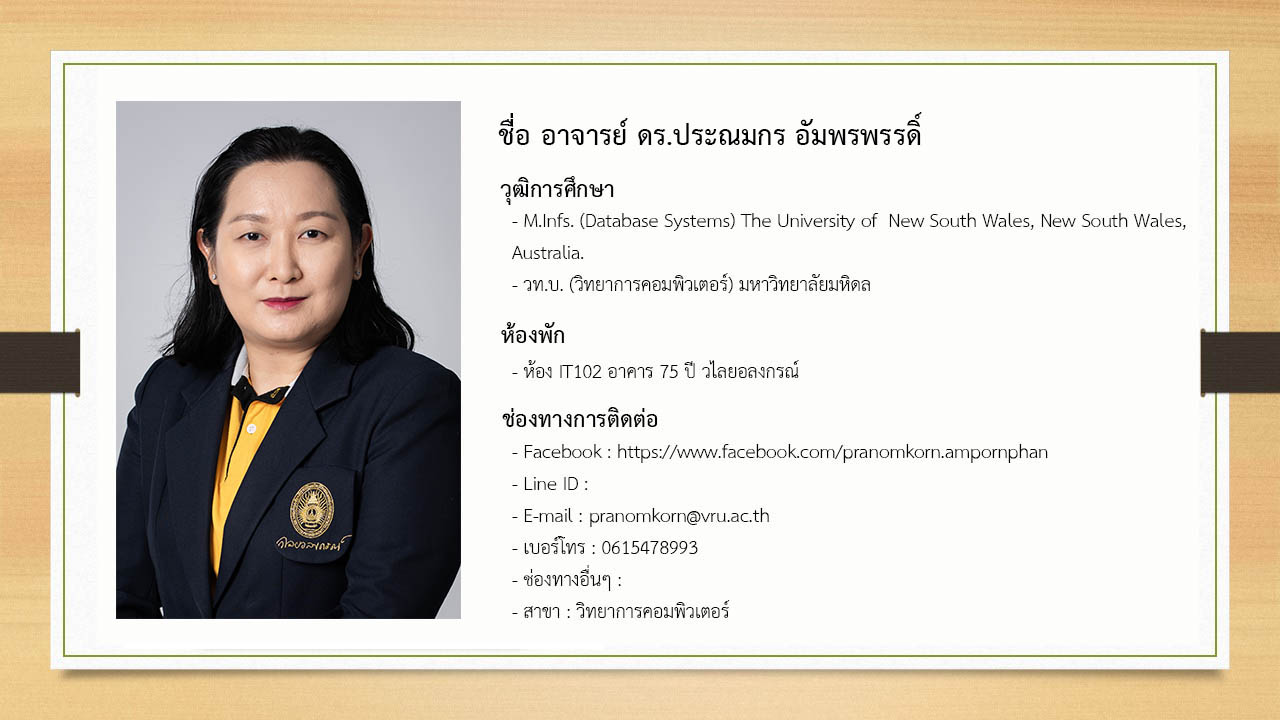 ชื่อ อาจารย์ ดร.ประณมกร อัมพรพรรดิ์
วุฒิการศึกษา
- M.Infs. (Database Systems) The University of New South Wales, New South Wales,
Australia.
- วท.บ. (วิทยาการคอมพิวเตอร์) มหาวิทยาลัยมหิดล
ห้องพัก
- ห้อง IT102 อาคาร 75 ปี วไลยอลงกรณ์
ช่องทางการติดต่อ
- Facebook : https://www.facebook.com/pranomkorn.ampornphan
- Line ID :
- E-mail : pranomkorn@vru.ac.th
- เบอร์โทร : 0615478993
- ช่องทางอื่นๆ :
- สาขา : วิทยาการคอมพิวเตอร์
วไลยอลงกรณ์